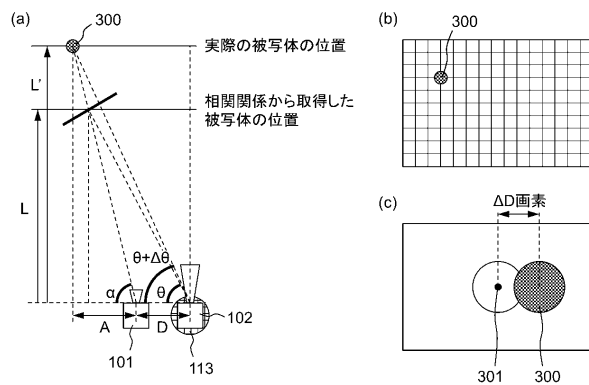 (a)
300
実際の被写体の位置
L'
相関関係から取得した
被写体の位置
L
θ+Δθ
α
θ
A
D
102
101
113
(b)
300
(c)
ΔD画素
301
300